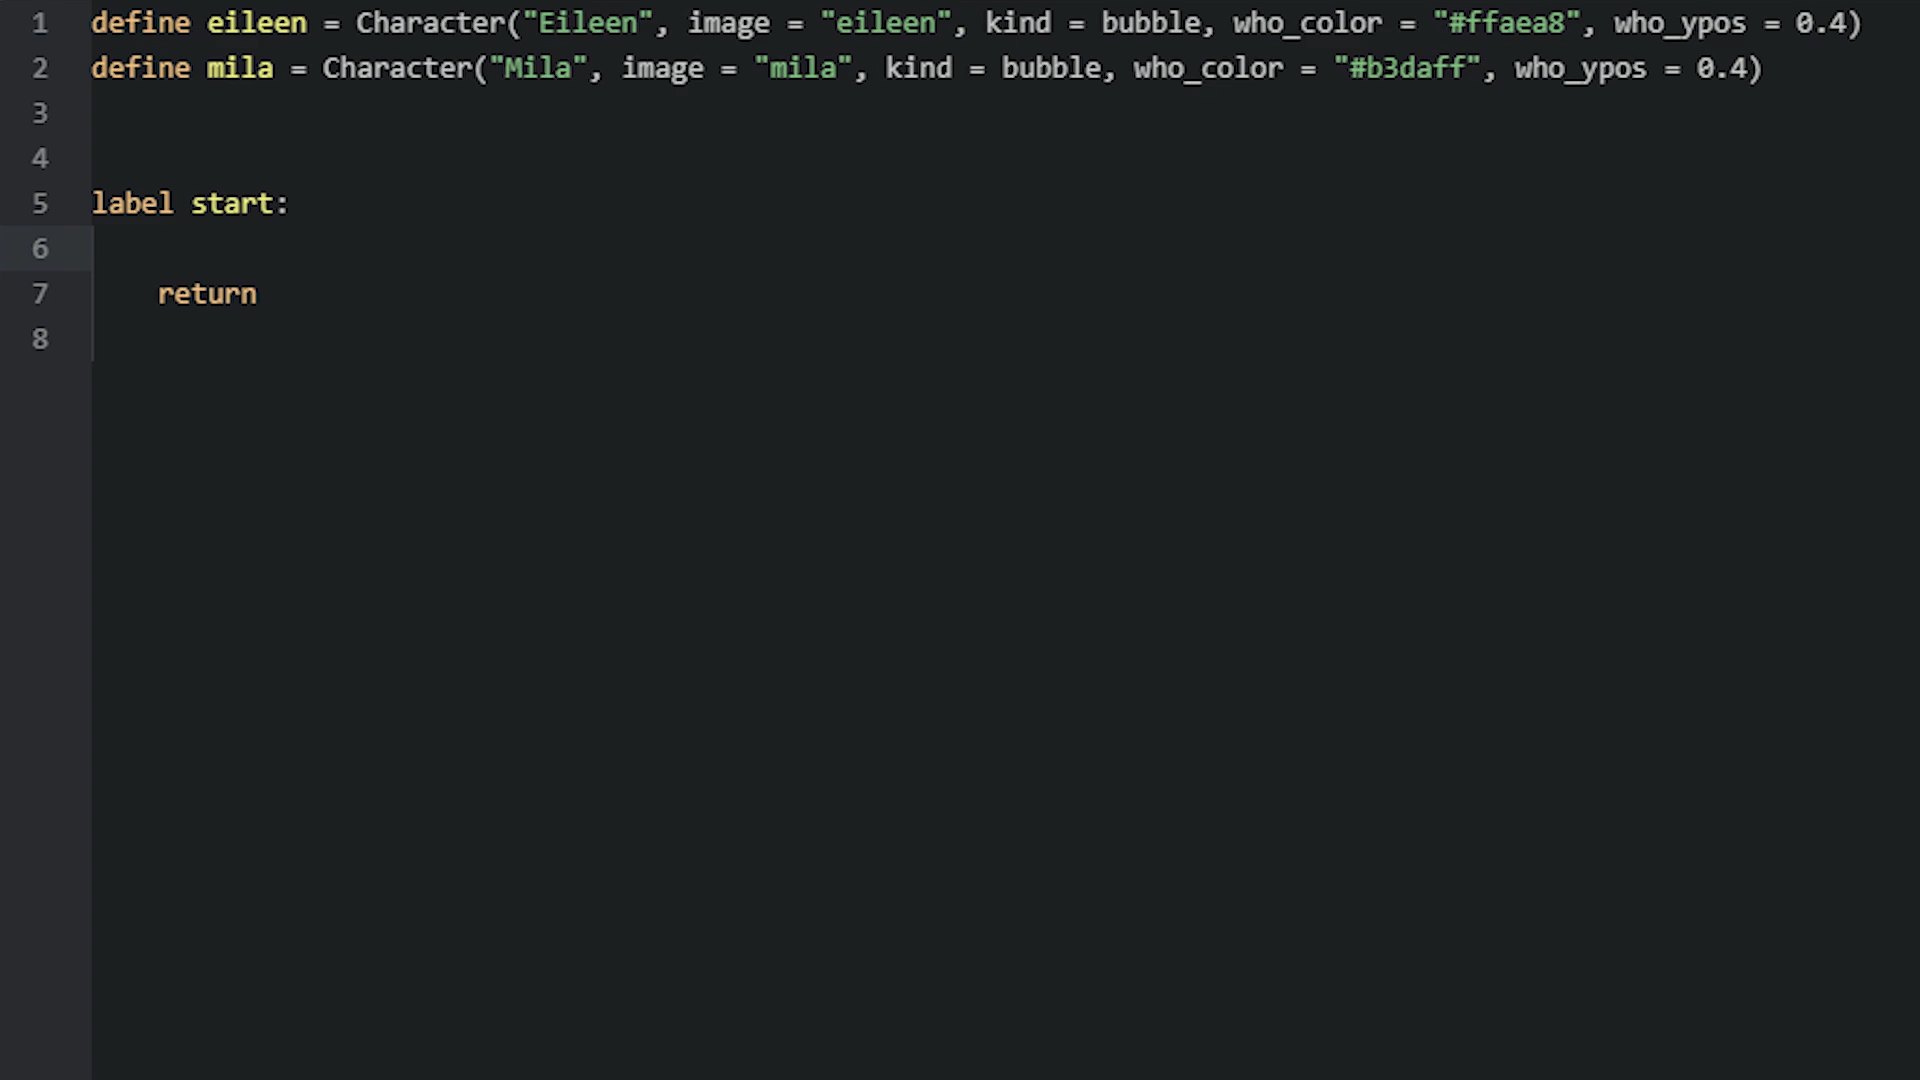 1 define eileen = Character("Eileen", image = "eileen", kind = bubble, who_color = "#ffaea8", who_ypos = 0.4)
2 define mila = Character("Mila", image = "mila", kind = bubble, who_color = "#b3daff", who_ypos = 0.4)
3
4
5 label start:
6
7 return
8